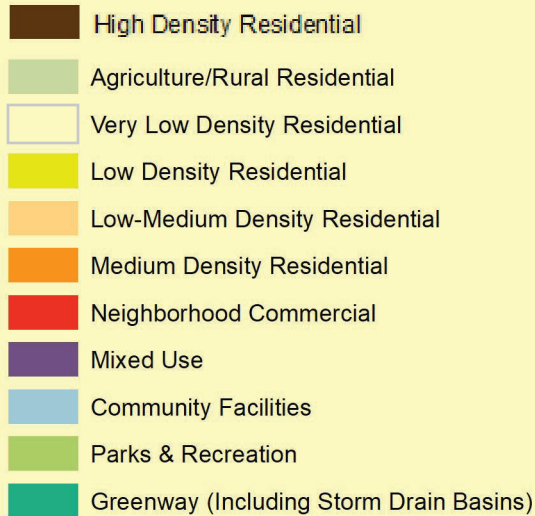 High Density Residential
Agriculture/Rural Residential
Very Low Density Residential
Low Density Residential
Low-Medium Density Residential
Medium Density Residential
Neighborhood Commercial
Mixed Use
Community Facilities
Parks & Recreation
Greenway (Including Storm Drain Basins)